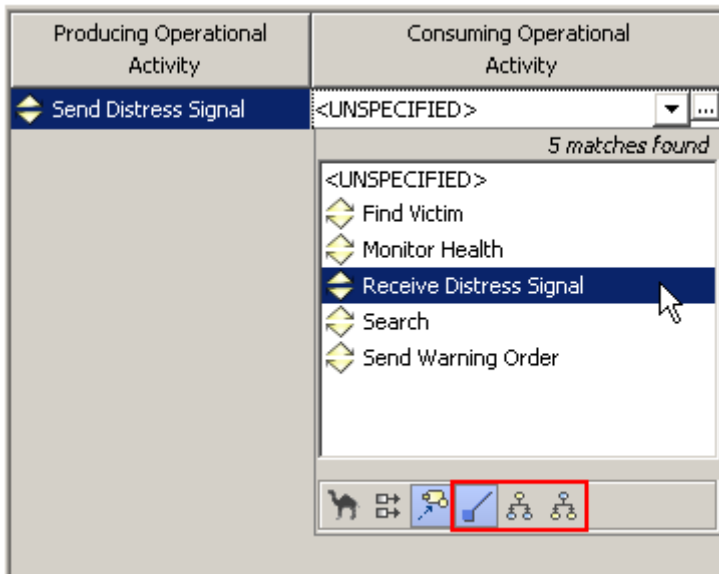 Producing Operational
Activity
Consuming Operational
Activity
Send Distress Signal
<UNSPECIFIED>
...
5 matches found
<UNSPECIFIED>
Find Victim
Monitor Health
Receive Distress Signal
Search
Send Warning Order